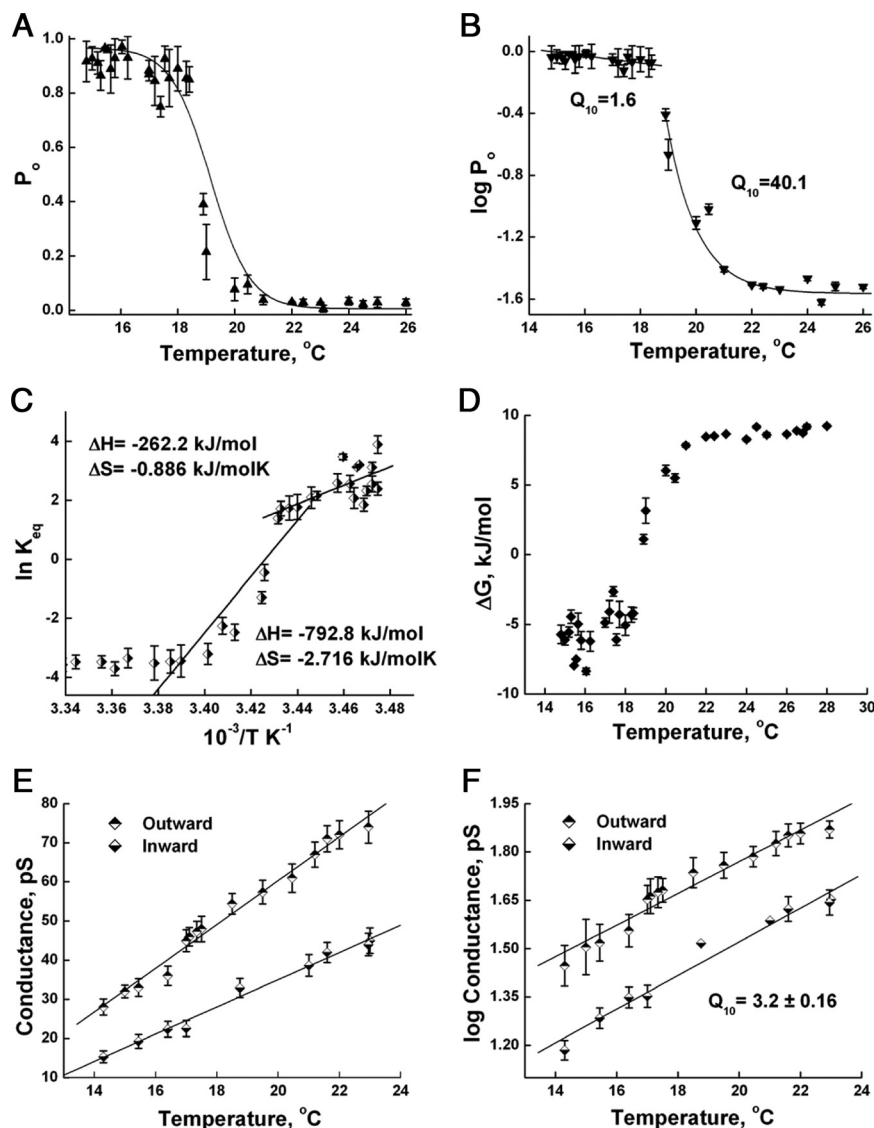 A
1.0
0.8
0.6
0.4
0.2
0.0
Po
16 18 20 22 24 26
Temperature, °C
B
0.0
-0.4
-0.8
-1.2
-1.6
log Po
Q10=1.6
Q10=40.1
14 16 18 20 22 24 26
Temperature, °C
C
4
2
0
-2
-4
ln Keq
ΔH= -262.2 kJ/mol
ΔS= -0.886 kJ/molK
ΔH= -792.8 kJ/mol
ΔS= -2.716 kJ/molK
3.34 3.36 3.38 3.40 3.42 3.44 3.46 3.48
10-3/T K-1
D
10
5
0
-5
-10
ΔG, kJ/mol
14 16 18 20 22 24 26 28 30
Temperature, °C
E
80
70
60
50
40
30
20
10
Conductance, pS
Outward
Inward
14 16 18 20 22 24
Temperature, °C
F
1.95
1.80
1.65
1.50
1.35
1.20
log Conductance, pS
Outward
Inward
Q10= 3.2 ± 0.16
14 16 18 20 22 24
Temperature, °C